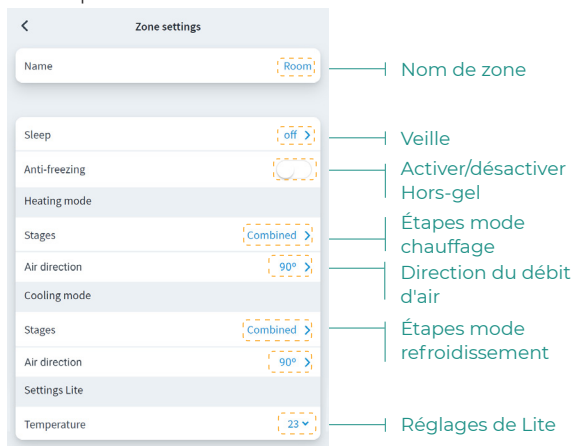 Zone settings
Name
Room
Nom de zone
Sleep
off
Veille
Anti-freezing
Activer/désactiver
Hors-gel
Heating mode
Stages
Combined
Étapes mode
chauffage
Air direction
90º
Direction du débit
d'air
Cooling mode
Stages
Combined
Étapes mode
refroidissement
Air direction
90º
Settings Lite
Temperature
23
Réglages de Lite